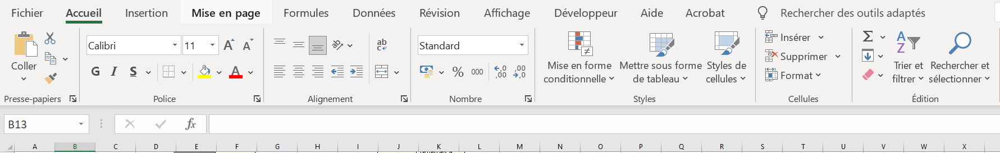 Fichier Accueil Insertion Mise en page Formules Données Révision Affichage Développeur Aide Acrobat Rechercher des outils adaptés
Coller
Calibri 11
G I S
A A
A
ab
c
Standard
% 000
,0
,00
,00
,0
Mise en forme
conditionnelle
Mettre sous forme
de tableau
Styles de
cellules
Insérer
Supprimer
Format
Σ
A
Z
Trier et
filtrer
Rechercher et
sélectionner
Presse-papiers Police Alignement Nombre Styles Cellules Édition
B13 fx
A B C D E F G H I J K L M N O P Q R S T U V W X